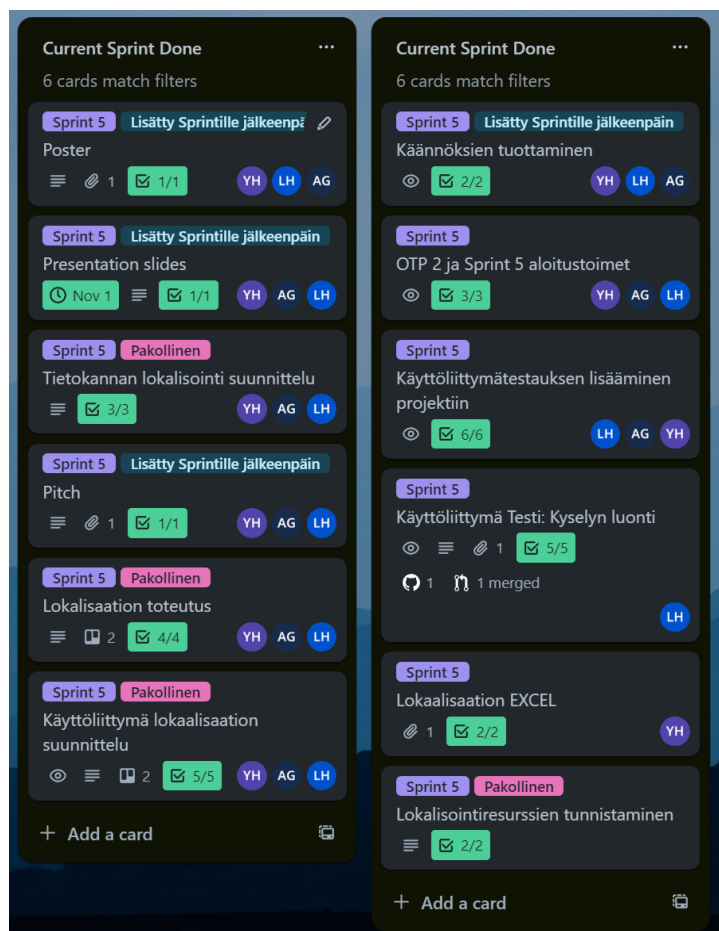 Current Sprint Done
6 cards match filters
Sprint 5 Lisätty Sprintille jälkeenpä
Poster
1 1/1 YH LH AG
Sprint 5 Lisätty Sprintille jälkeenpäin
Presentation slides
Nov 1 1/1 YH AG LH
Sprint 5 Pakollinen
Tietokannan lokalisointi suunnittelu
3/3 YH AG LH
Sprint 5 Lisätty Sprintille jälkeenpäin
Pitch
1 1/1 YH AG LH
Sprint 5 Pakollinen
Lokalisaation toteutus
2 4/4 YH AG LH
Sprint 5 Pakollinen
Käyttöliittymä lokaalisaation
suunnittelu
2 5/5 YH AG LH
+ Add a card
Current Sprint Done
6 cards match filters
Sprint 5 Lisätty Sprintille jälkeenpäin
Käännöksien tuottaminen
2/2 YH LH AG
Sprint 5
OTP 2 ja Sprint 5 aloitustoimet
3/3 YH AG LH
Sprint 5
Käyttöliittymätestauksen lisääminen
projektiin
6/6 LH AG YH
Sprint 5
Käyttöliittymä Testi: Kyselyn luonti
1 5/5
1 1 merged
LH
Sprint 5
Lokaalisaation EXCEL
1 2/2 YH
Sprint 5 Pakollinen
Lokalisointiresurssien tunnistaminen
2/2
+ Add a card